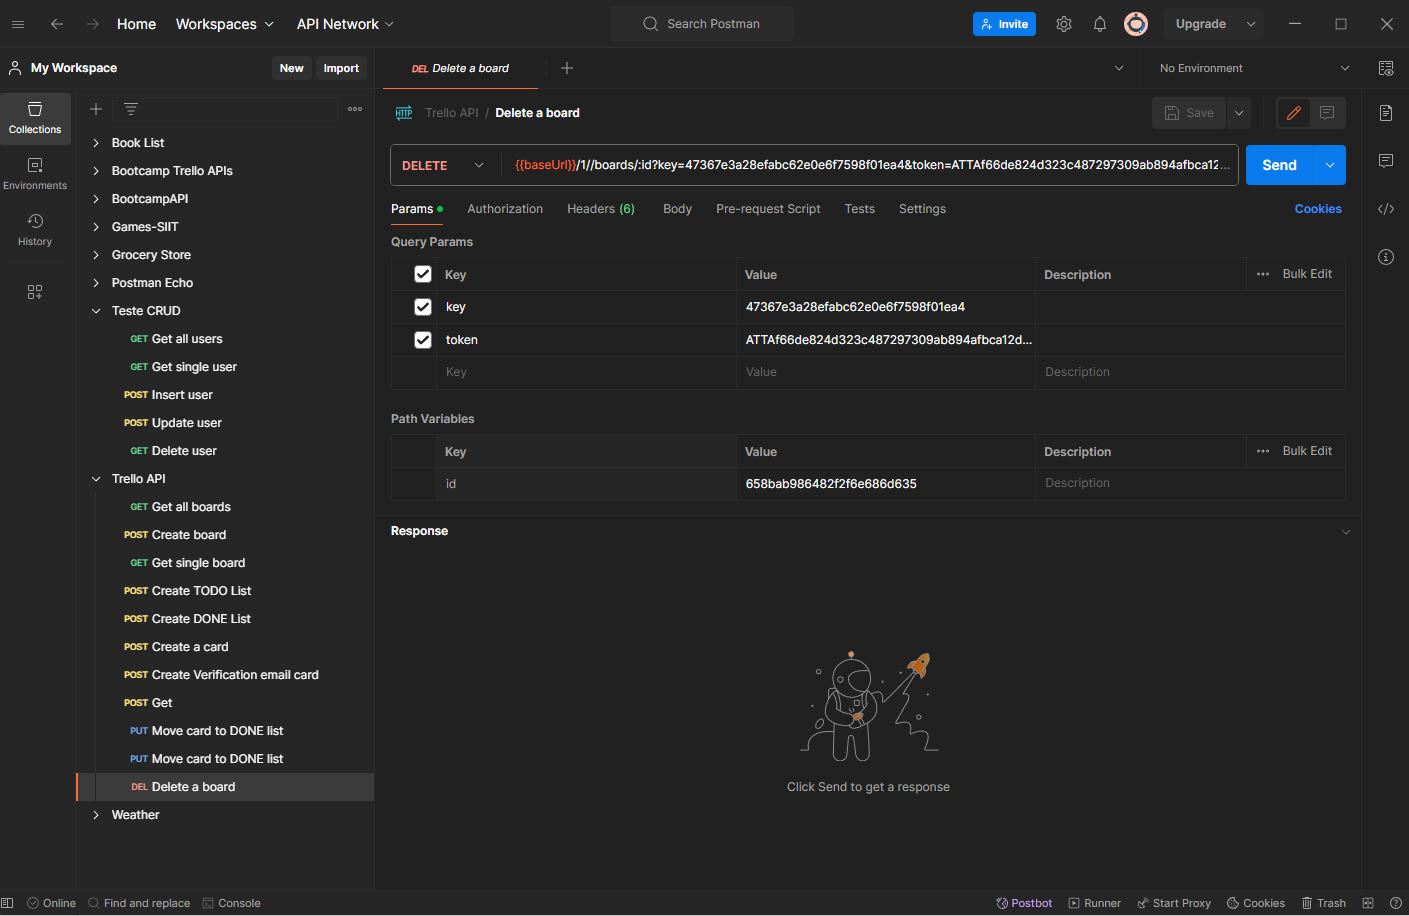 Home Workspaces API Network Search Postman Invite Upgrade
My Workspace New Import DEL Delete a board No Environment
Collections
Environments
History
Book List
Bootcamp Trello APIs
BootcampAPI
Games-SIIT
Grocery Store
Postman Echo
Teste CRUD
GET Get all users
GET Get single user
POST Insert user
POST Update user
GET Delete user
Trello API
GET Get all boards
POST Create board
GET Get single board
POST Create TODO List
POST Create DONE List
POST Create a card
POST Create Verification email card
POST Get
PUT Move card to DONE list
PUT Move card to DONE list
DEL Delete a board
Weather
HTTP Trello API / Delete a board Save
DELETE {{baseUrl}}/1//boards/:id?key=47367e3a28efabc62e0e6f7598f01ea4&token=ATTAf66de824d323c487297309ab894afbca12... Send
Params Authorization Headers (6) Body Pre-request Script Tests Settings Cookies
Query Params
Key Value Description Bulk Edit
key 47367e3a28efabc62e0e6f7598f01ea4
token ATTAf66de824d323c487297309ab894afbca12d...
Key Value Description
Path Variables
Key Value Description Bulk Edit
id 658bab986482f2f6e686d635 Description
Response
Click Send to get a response
Online Find and replace Console Postbot Runner Start Proxy Cookies Trash